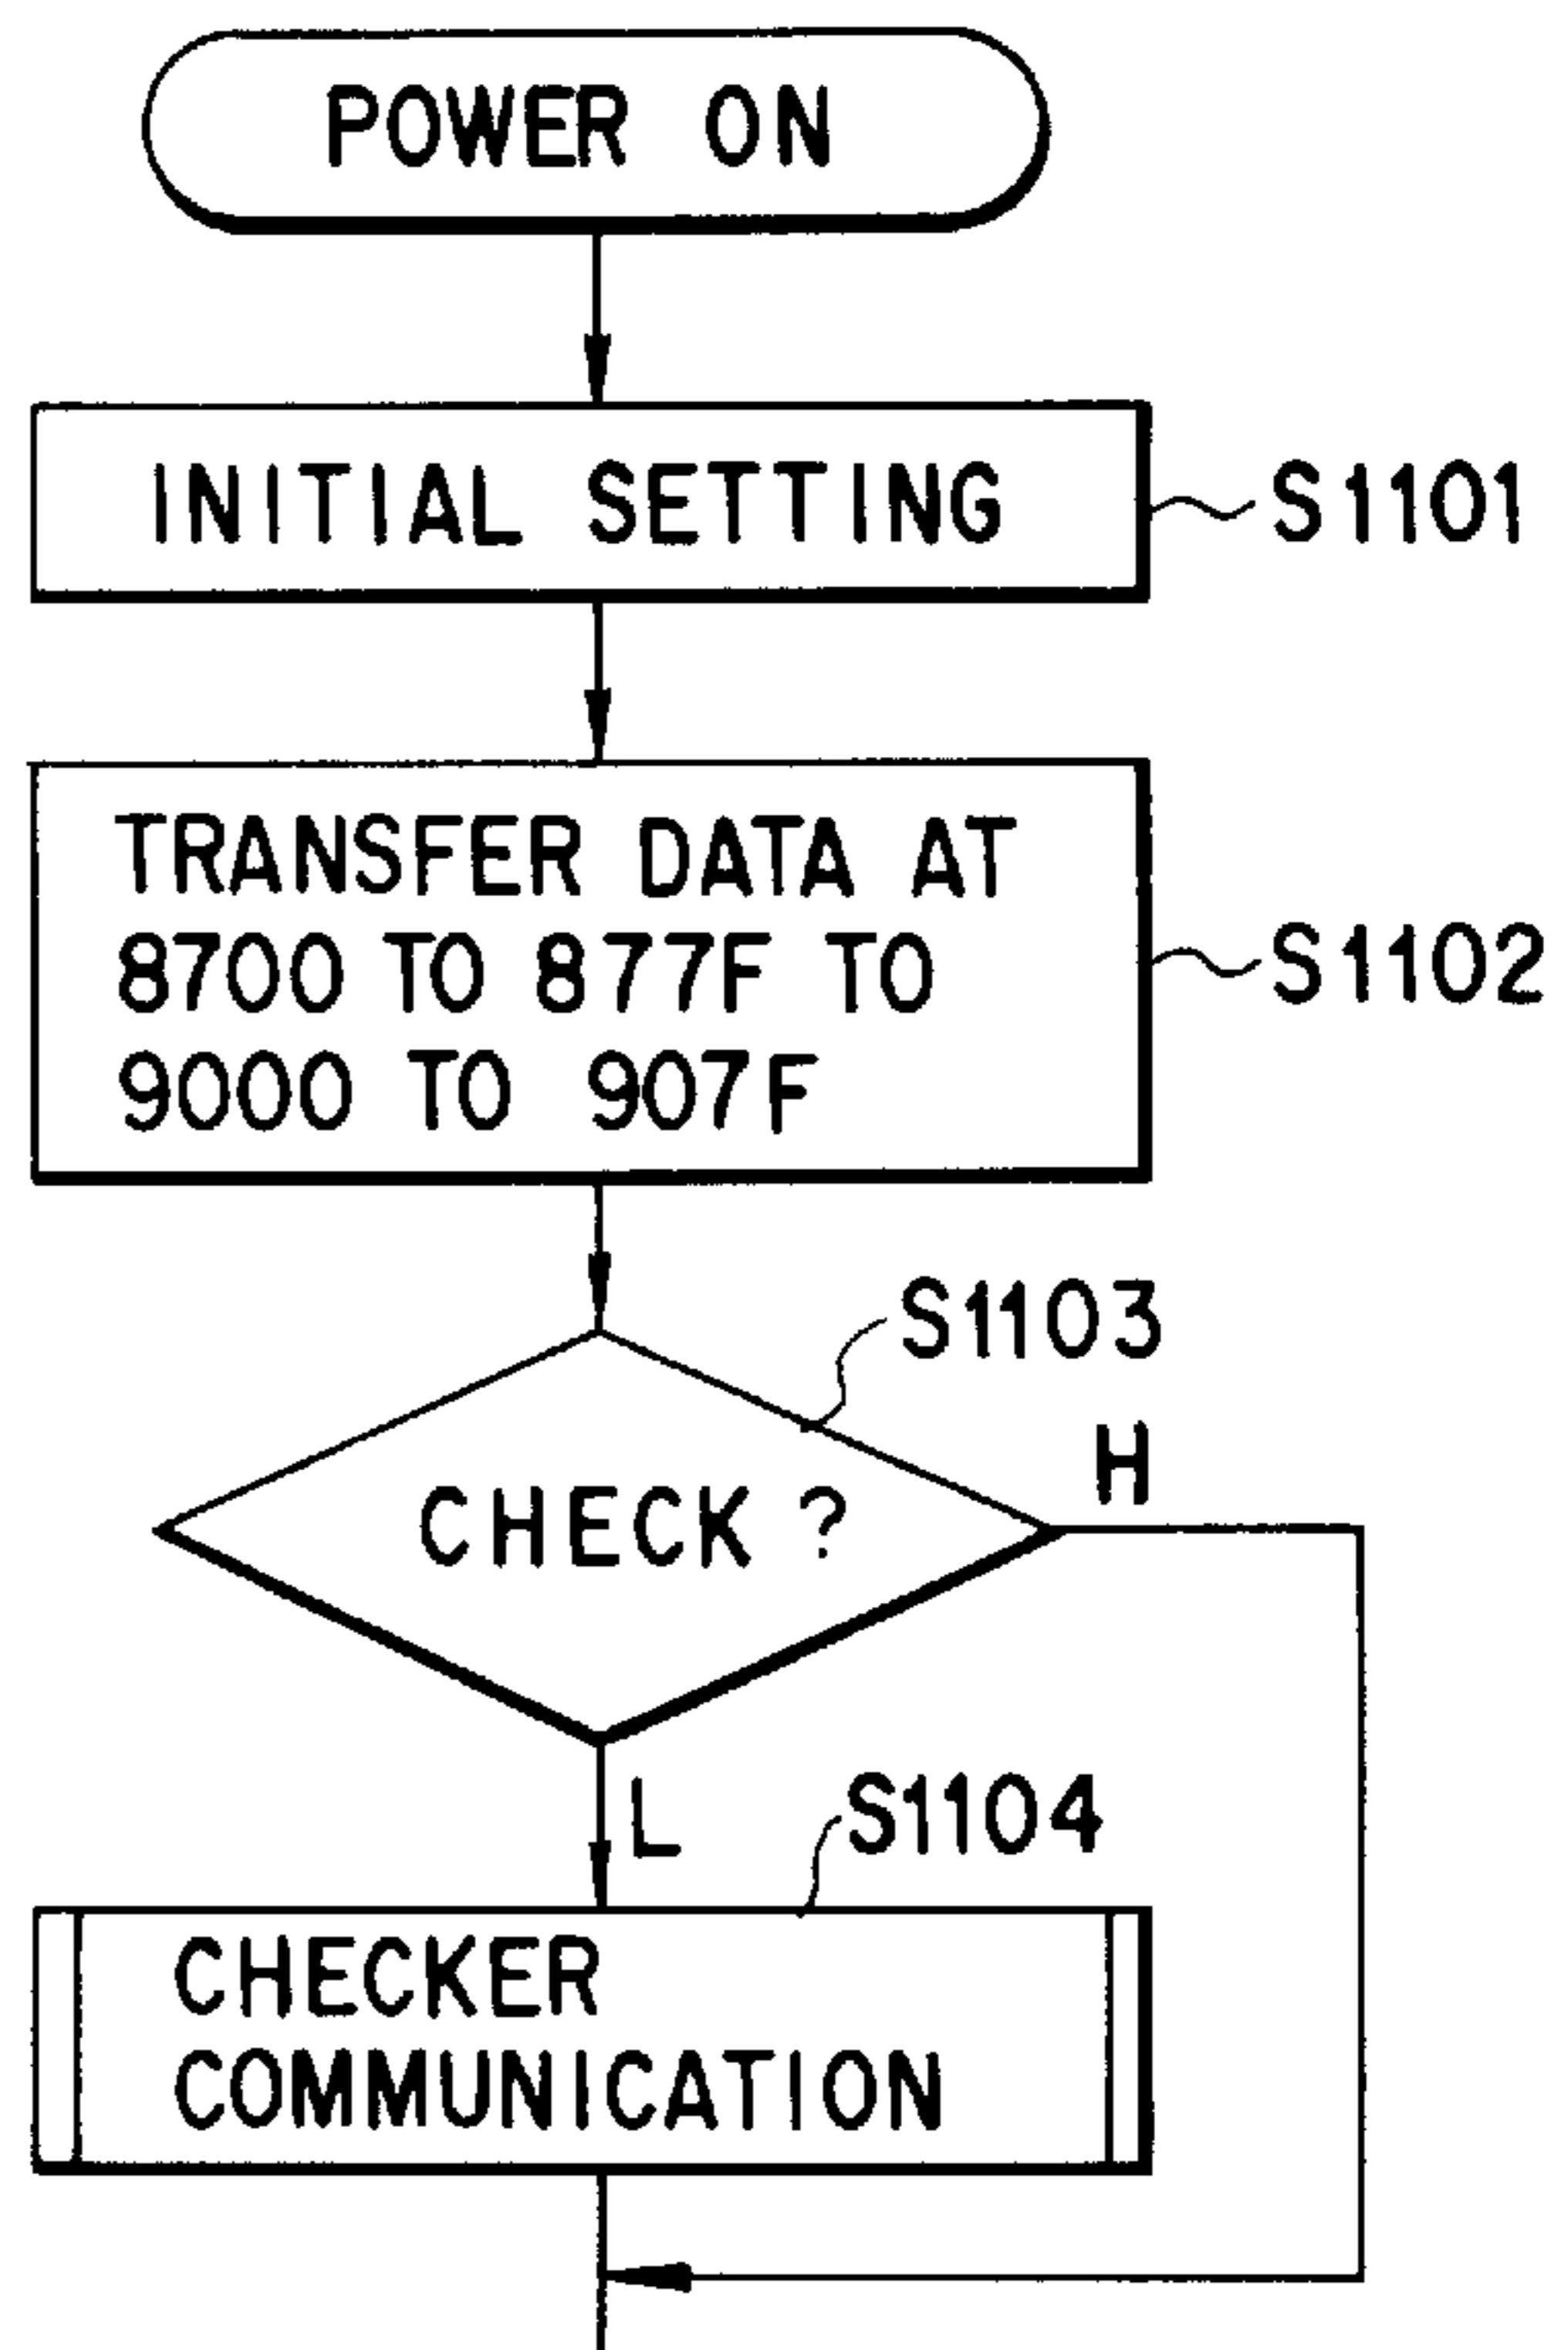 POWER ON
INITIAL SETTING
S1101
TRANSFER DATA AT
8700 TO 877F TO
9000 TO 907F
S1102
S1103
CHECK ?
H
L
S1104
CHECKER
COMMUNICATION